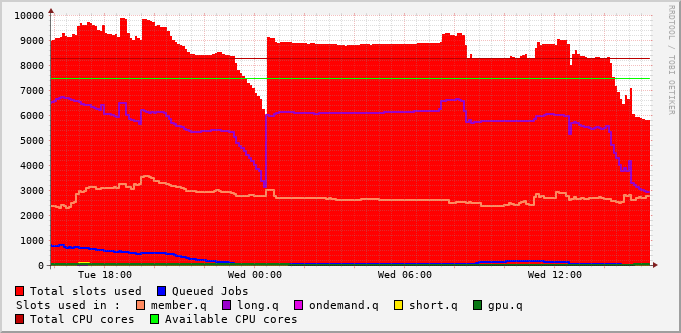 10000
9000
8000
7000
6000
5000
4000
3000
2000
1000
0
Tue 18:00 Wed 00:00 Wed 06:00 Wed 12:00
RRDTOOL / TOBI OETIKER
Total slots used Queued Jobs
Slots used in : member.q long.q ondemand.q short.q gpu.q
Total CPU cores Available CPU cores